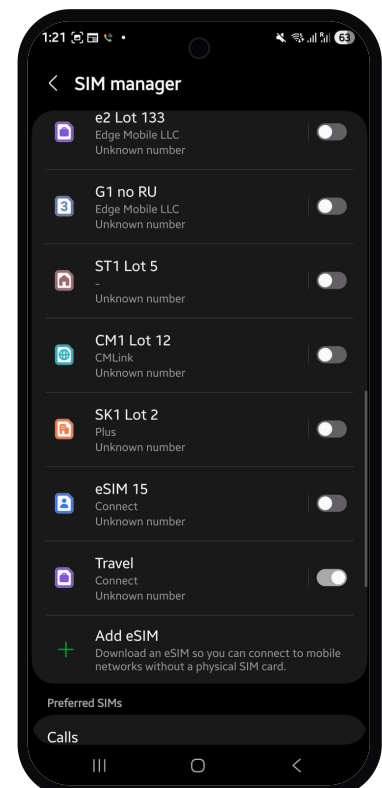 1:21
63
SIM manager
e2 Lot 133
Edge Mobile LLC
Unknown number
3
G1 no RU
Edge Mobile LLC
Unknown number
ST1 Lot 5
-
Unknown number
CM1 Lot 12
CMLink
Unknown number
SK1 Lot 2
Plus
Unknown number
eSIM 15
Connect
Unknown number
Travel
Connect
Unknown number
Add eSIM
Download an eSIM so you can connect to mobile
networks without a physical SIM card.
Preferred SIMs
Calls